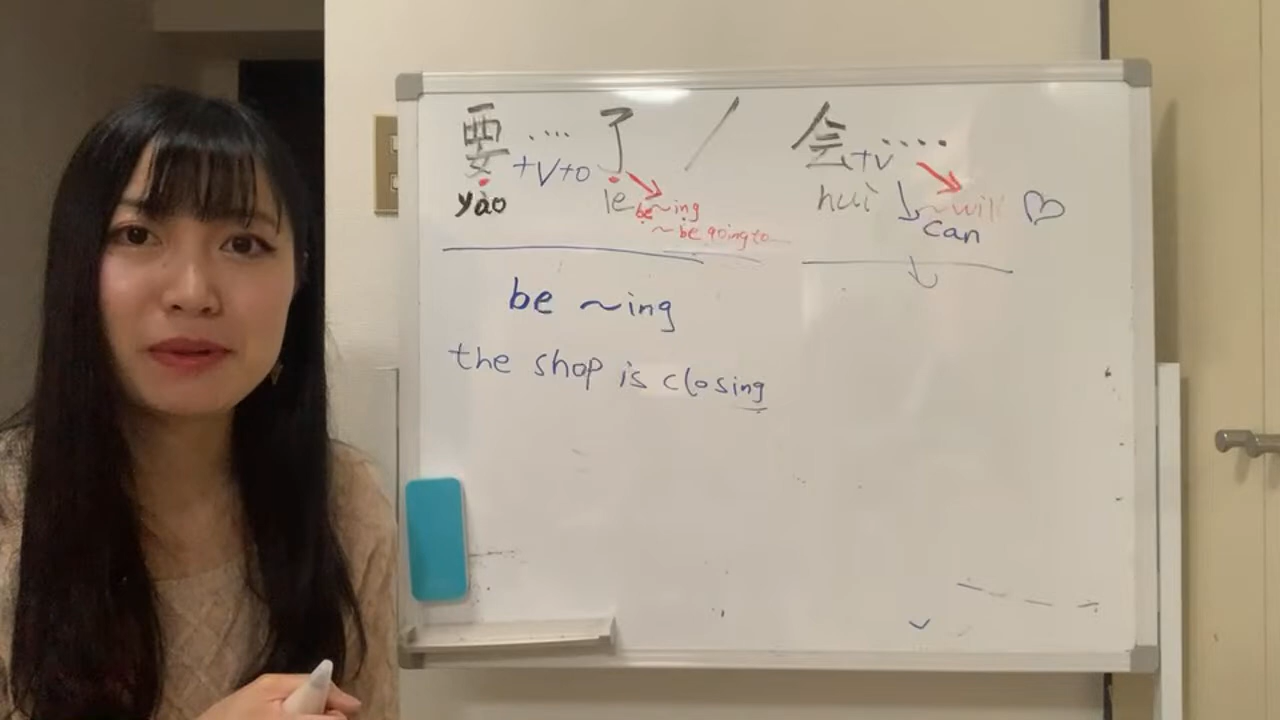 要 .... 了 / 会 ....
+V+o +V
yào le be ~ing huì ~will
~ be going to can
be ~ing
the shop is closing